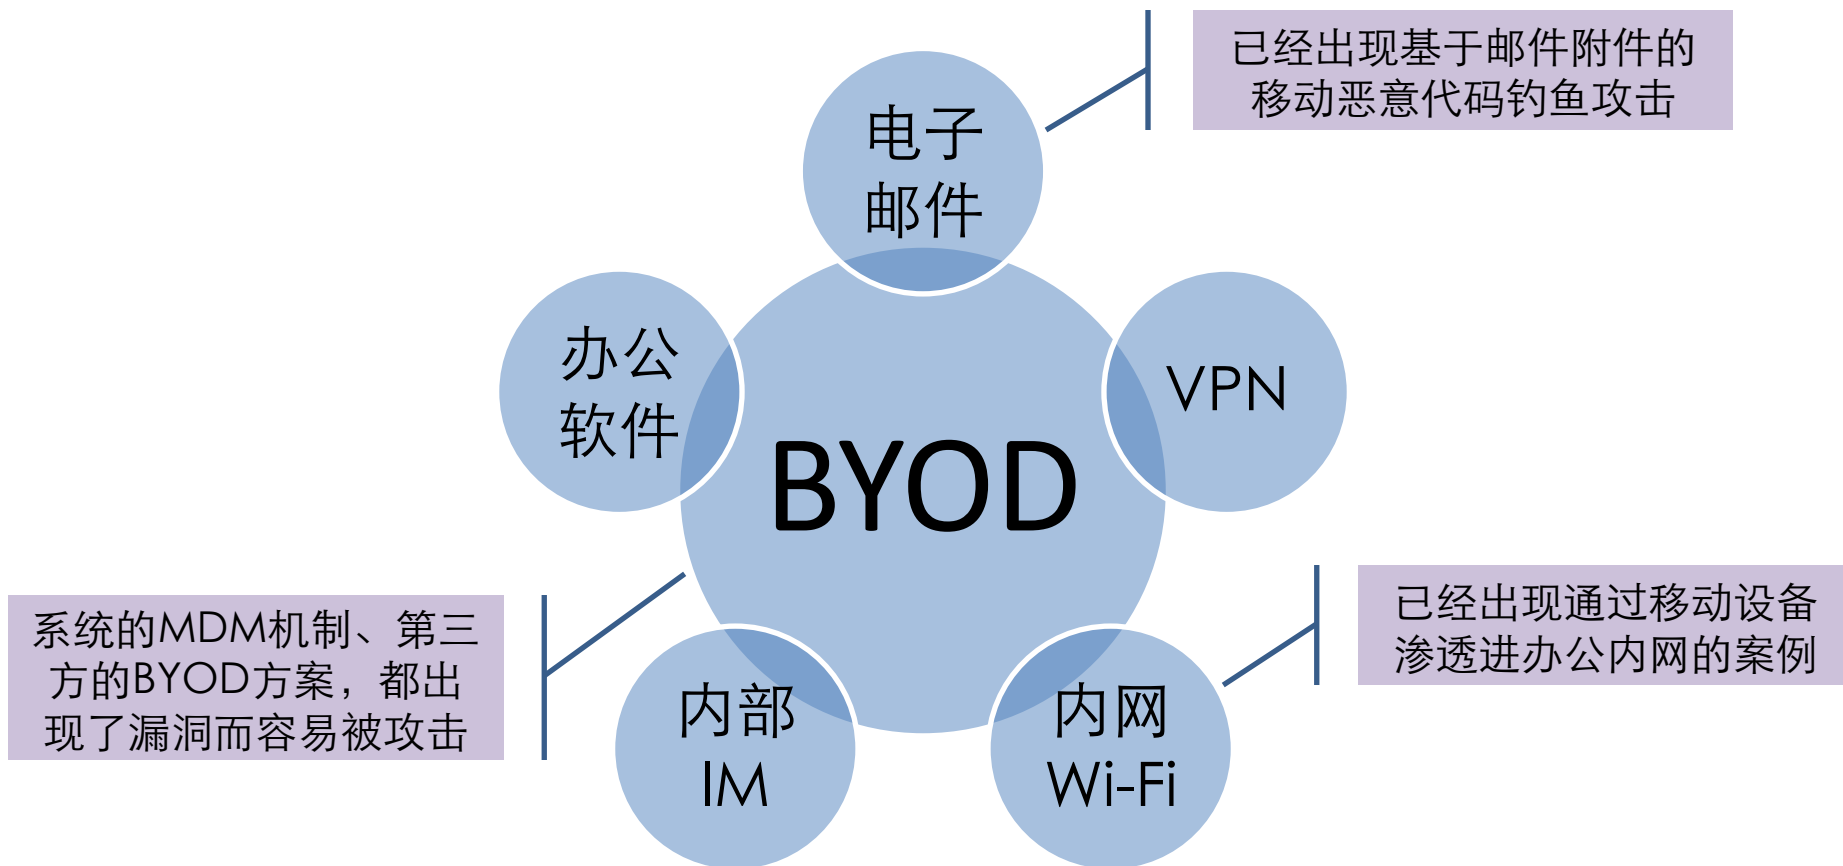 已经出现基于邮件附件的
移动恶意代码钓鱼攻击
电子
邮件
办公
软件
VPN
BYOD
系统的MDM机制、第三
方的BYOD方案，都出
现了漏洞而容易被攻击
已经出现通过移动设备
渗透进办公内网的案例
内部
IM
内网
Wi-Fi